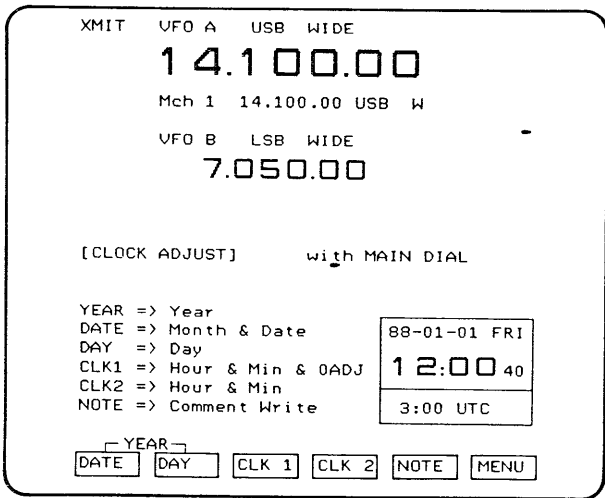 XMIT VFO A USB WIDE
14.100.00
Mch 1 14.100.00 USB W
VFO B LSB WIDE
7.050.00
[CLOCK ADJUST] with MAIN DIAL
YEAR => Year
DATE => Month & Date
DAY => Day
CLK1 => Hour & Min & 0ADJ
CLK2 => Hour & Min
NOTE => Comment Write
88-01-01 FRI
12:00 40
3:00 UTC
YEAR
DATE DAY CLK 1 CLK 2 NOTE MENU